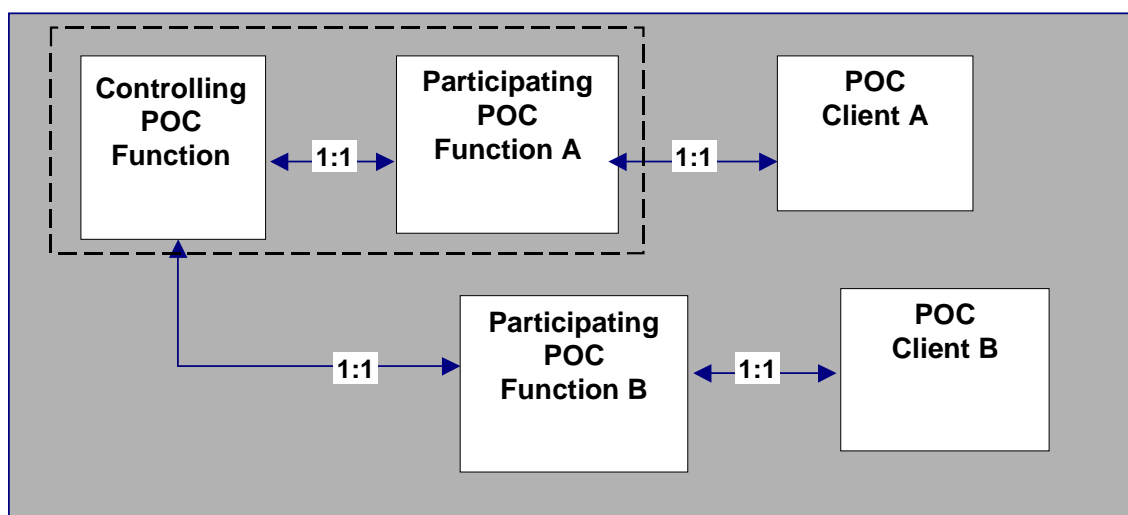 Controlling
POC
Function
1:1
Participating
POC
Function A
1:1
POC
Client A
1:1
Participating
POC
Function B
1:1
POC
Client B